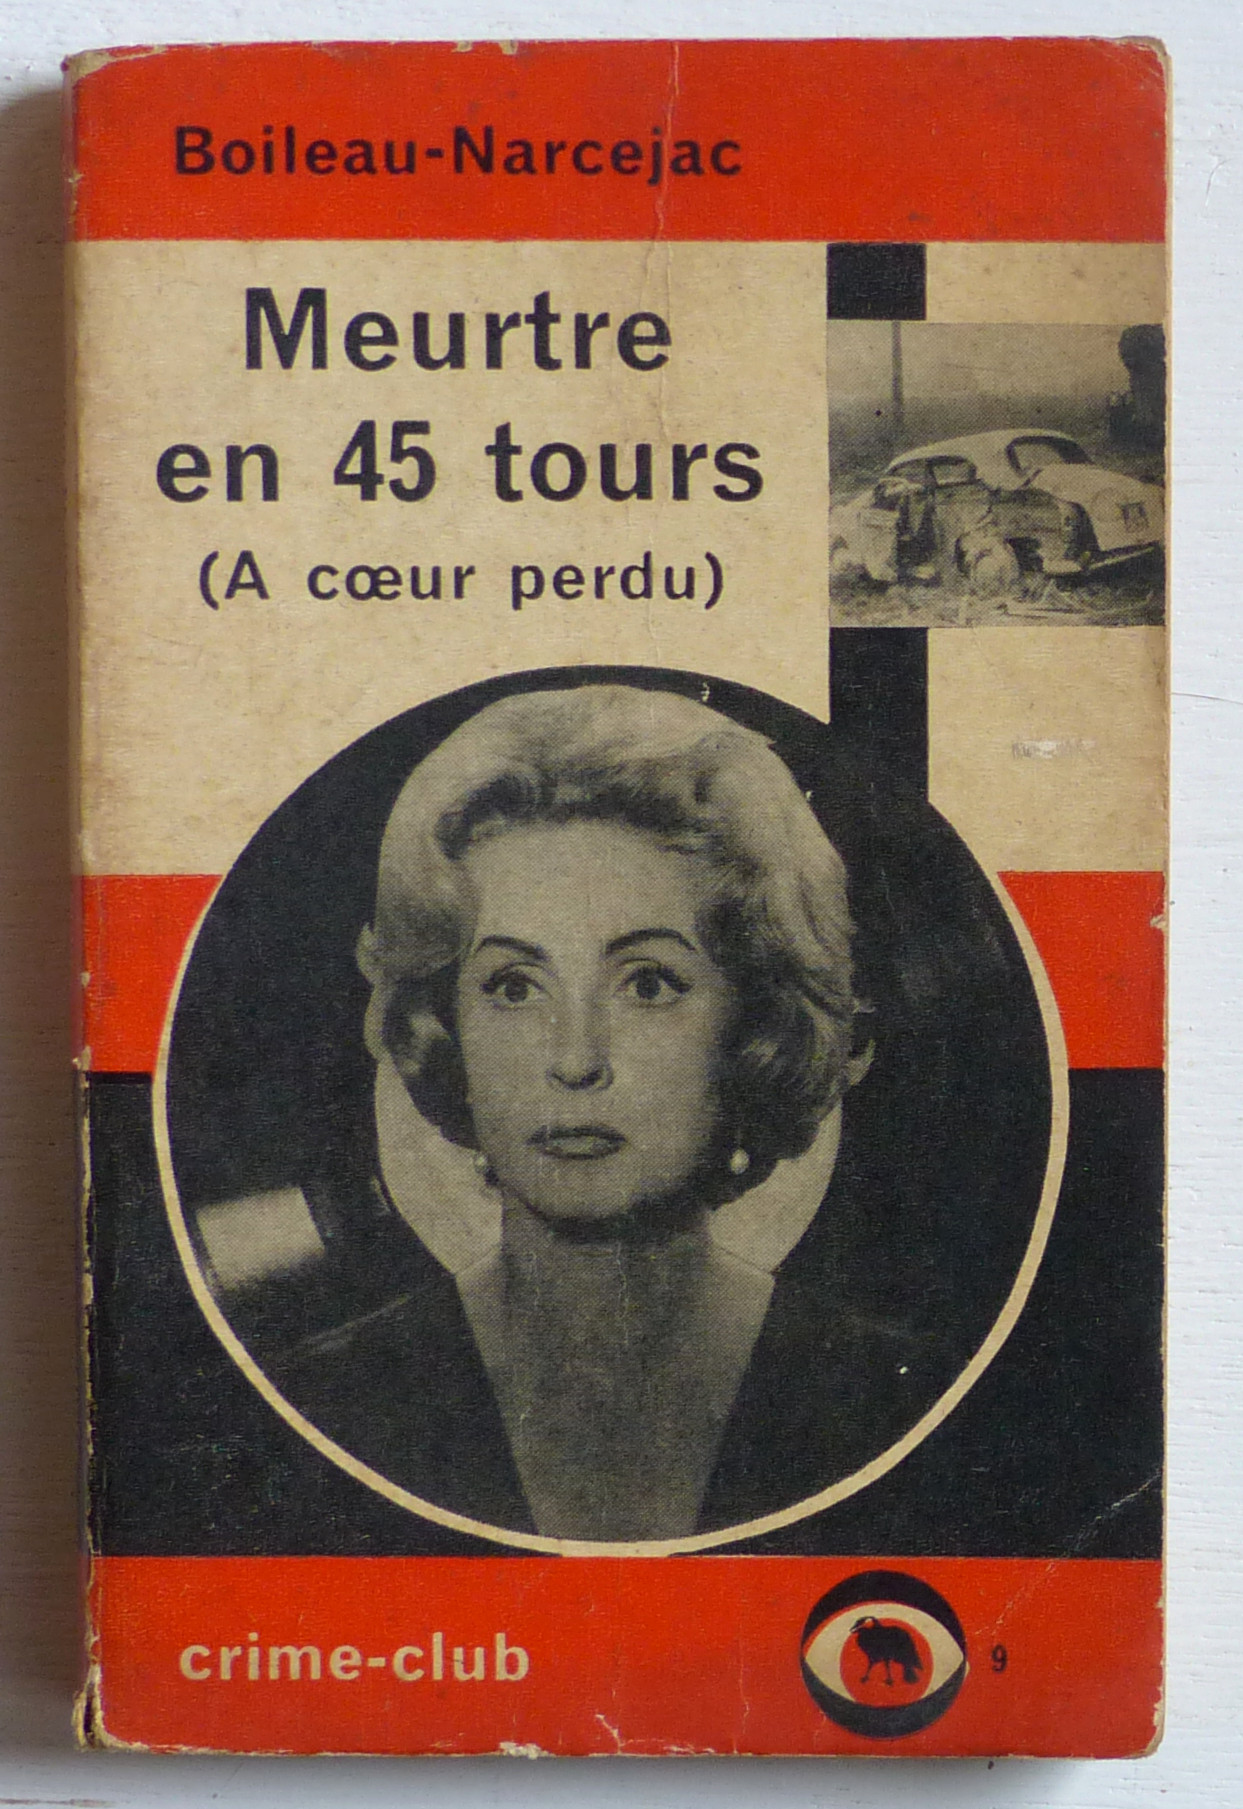 Boileau-Narcejac
Meurtre
en 45 tours
(A cœur perdu)
crime-club
9